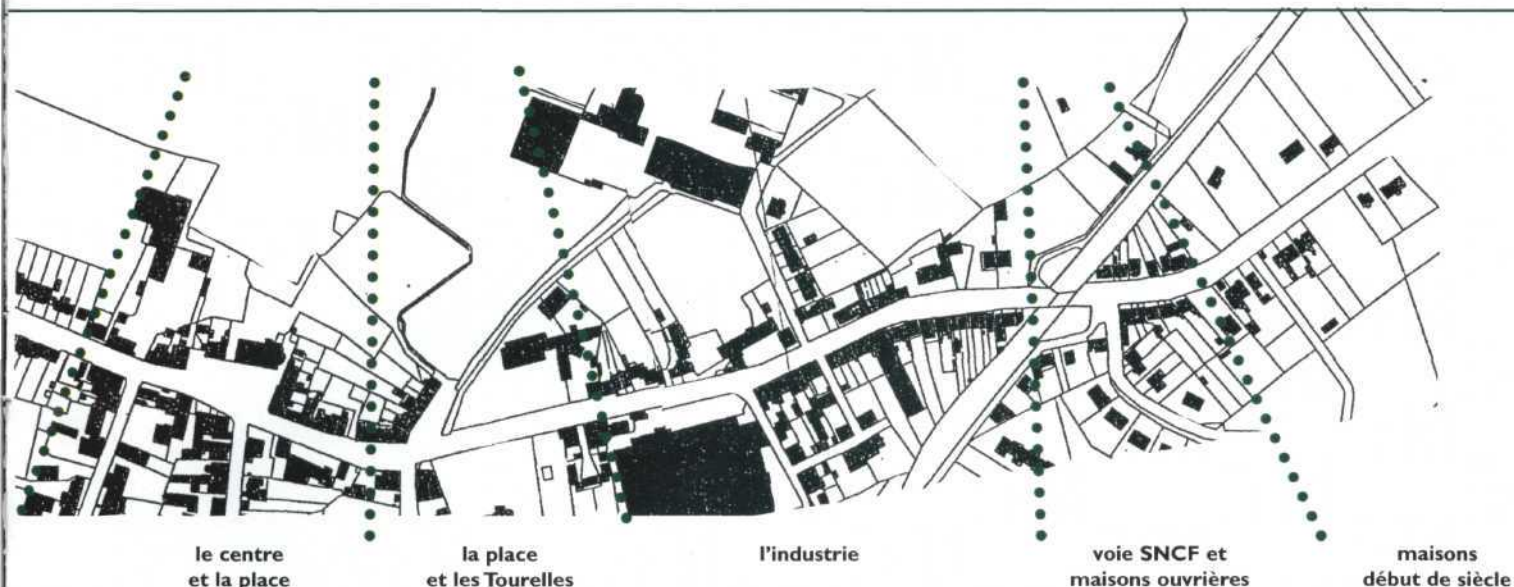 le centre
et la place
la place
et les Tourelles
l'industrie
voie SNCF et
maisons ouvrières
maisons
début de siècle